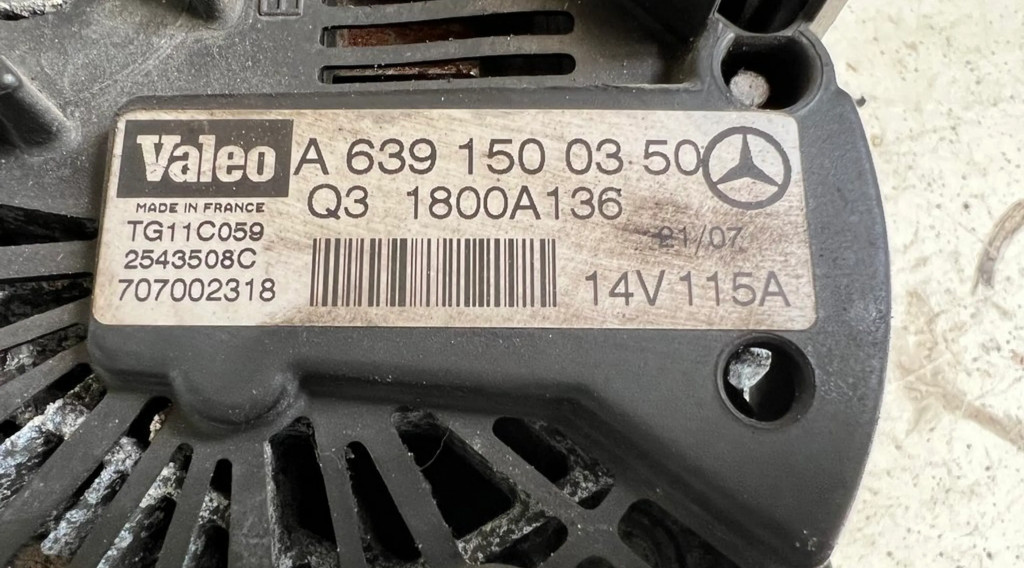 Valeo
A 639 150 03 50
MADE IN FRANCE
Q3 1800A136
TG11C059
21/07
2543508C
707002318
14V 115A